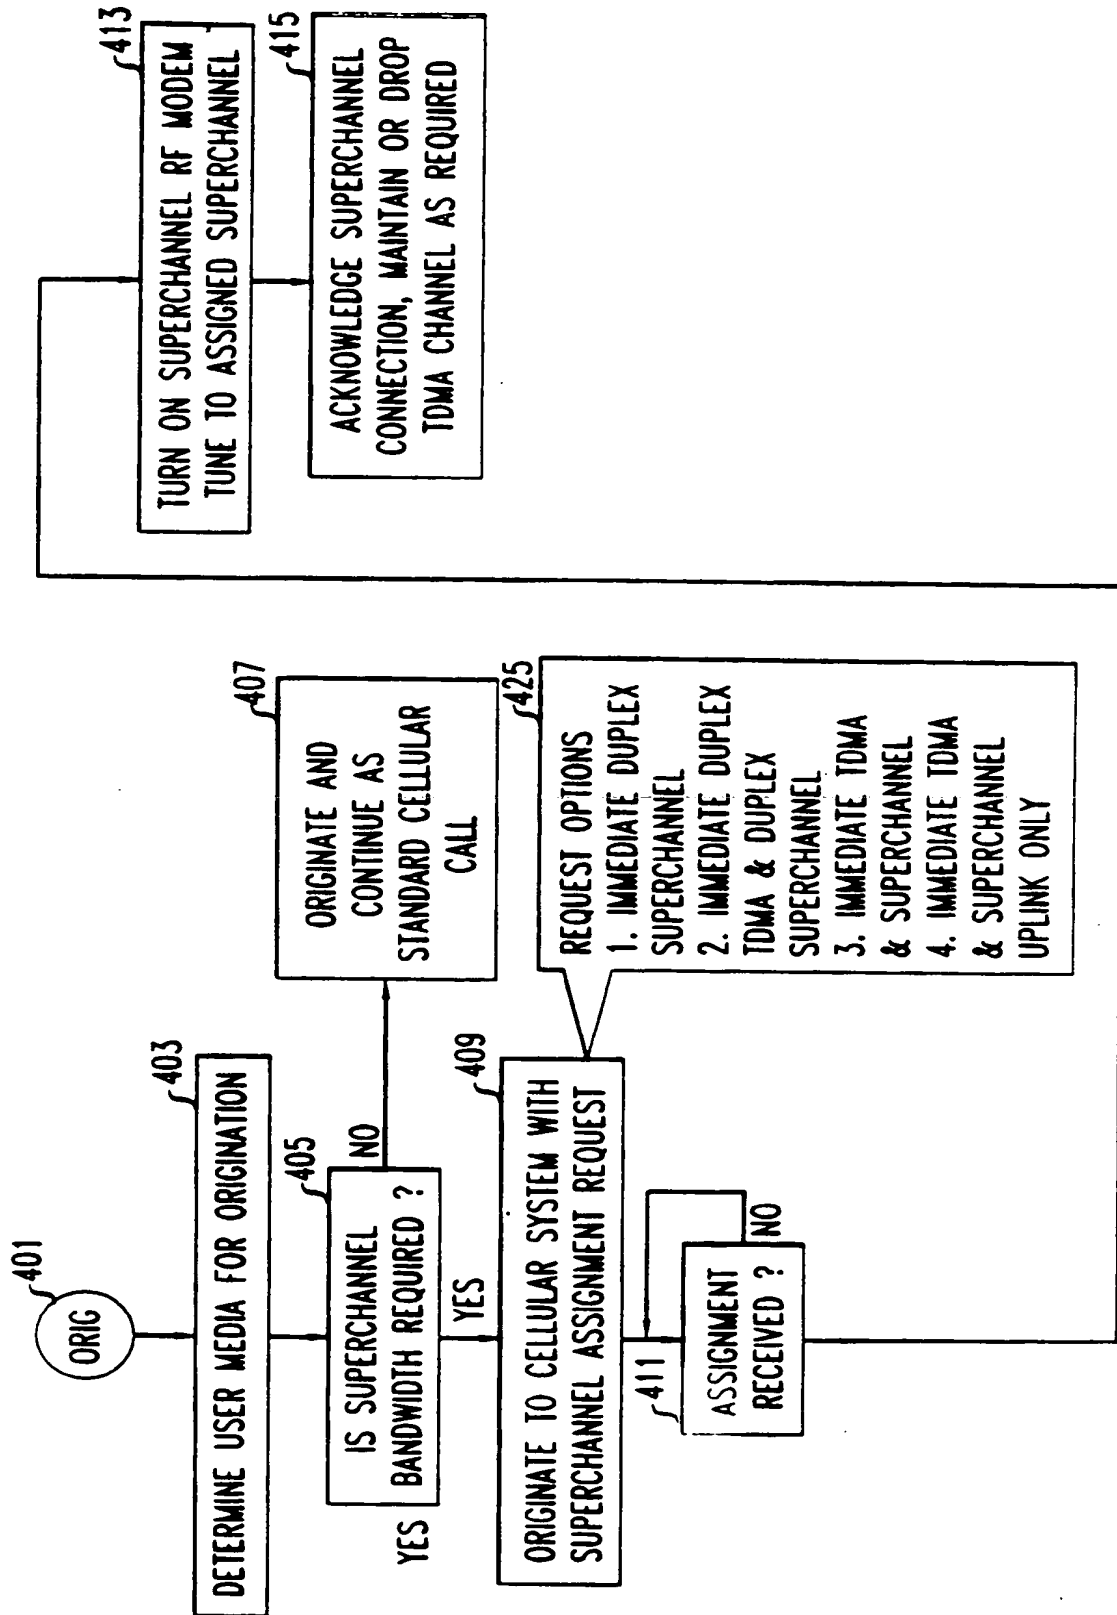 401
ORIG
403
DETERMINE USER MEDIA FOR ORIGINATION
405
IS SUPERCHANNEL
BANDWIDTH REQUIRED ?
NO
YES
YES
407
ORIGINATE AND
CONTINUE AS
STANDARD CELLULAR
CALL
409
ORIGINATE TO CELLULAR SYSTEM WITH
SUPERCHANNEL ASSIGNMENT REQUEST
425
REQUEST OPTIONS
1. IMMEDIATE DUPLEX
SUPERCHANNEL
2. IMMEDIATE DUPLEX
TDMA & DUPLEX
SUPERCHANNEL
3. IMMEDIATE TDMA
& SUPERCHANNEL
4. IMMEDIATE TDMA
& SUPERCHANNEL
UPLINK ONLY
411
ASSIGNMENT
RECEIVED ?
NO
413
TURN ON SUPERCHANNEL RF MODEM
TUNE TO ASSIGNED SUPERCHANNEL
415
ACKNOWLEDGE SUPERCHANNEL
CONNECTION, MAINTAIN OR DROP
TDMA CHANNEL AS REQUIRED